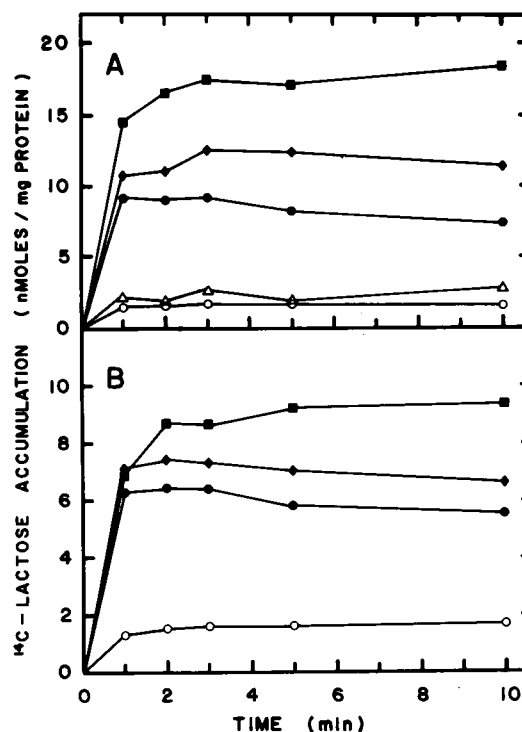 A
20
15
10
5
0
B
10
8
6
4
2
0
0 2 4 6 8 10
TIME (min)
¹⁴C-LACTOSE ACCUMULATION (nMOLES / mg PROTEIN)